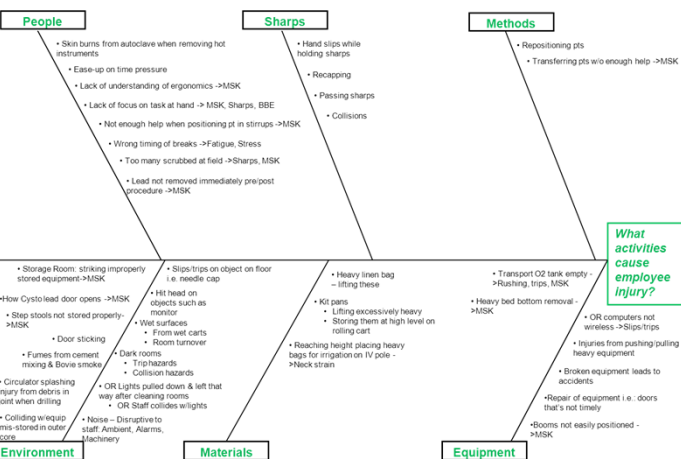 People
Sharps
Methods
• Skin burns from autoclave when removing hot
instruments
• Ease-up on time pressure
• Lack of understanding of ergonomics ->MSK
• Lack of focus on task at hand -> MSK, Sharps, BBE
• Not enough help when positioning pt in stirrups ->MSK
• Wrong timing of breaks ->Fatigue, Stress
• Too many scrubbed at field ->Sharps, MSK
• Lead not removed immediately pre/post
procedure ->MSK
• Hand slips while
holding sharps
• Recapping
• Passing sharps
• Collisions
• Repositioning pts
• Transferring pts w/o enough help ->MSK
What
activities
cause
employee
injury?
• Storage Room: striking improperly
stored equipment->MSK
•How Cysto lead door opens ->MSK
• Step stools not stored properly-
>MSK
• Door sticking
• Fumes from cement
mixing & Bovie smoke
• Circulator splashing
injury from debris in
joint when drilling
• Colliding w/equip
mis-stored in outer
core
• Slips/trips on object on floor
i.e. needle cap
• Hit head on
objects such as
monitor
• Wet surfaces
• From wet carts
• Room turnover
• Dark rooms
• Trip hazards
• Collision hazards
• OR Lights pulled down & left that
way after cleaning rooms
• OR Staff collides w/lights
• Noise – Disruptive to
staff: Ambient, Alarms,
Machinery
• Heavy linen bag
– lifting these
• Kit pans
• Lifting excessively heavy
• Storing them at high level on
rolling cart
• Reaching height placing heavy
bags for irrigation on IV pole -
>Neck strain
• Transport O2 tank empty -
>Rushing, trips, MSK
• Heavy bed bottom removal -
>MSK
• OR computers not
wireless ->Slips/trips
• Injuries from pushing/pulling
heavy equipment
• Broken equipment leads to
accidents
•Repair of equipment i.e.: doors
that's not timely
•Booms not easily positioned -
>MSK
Environment
Materials
Equipment